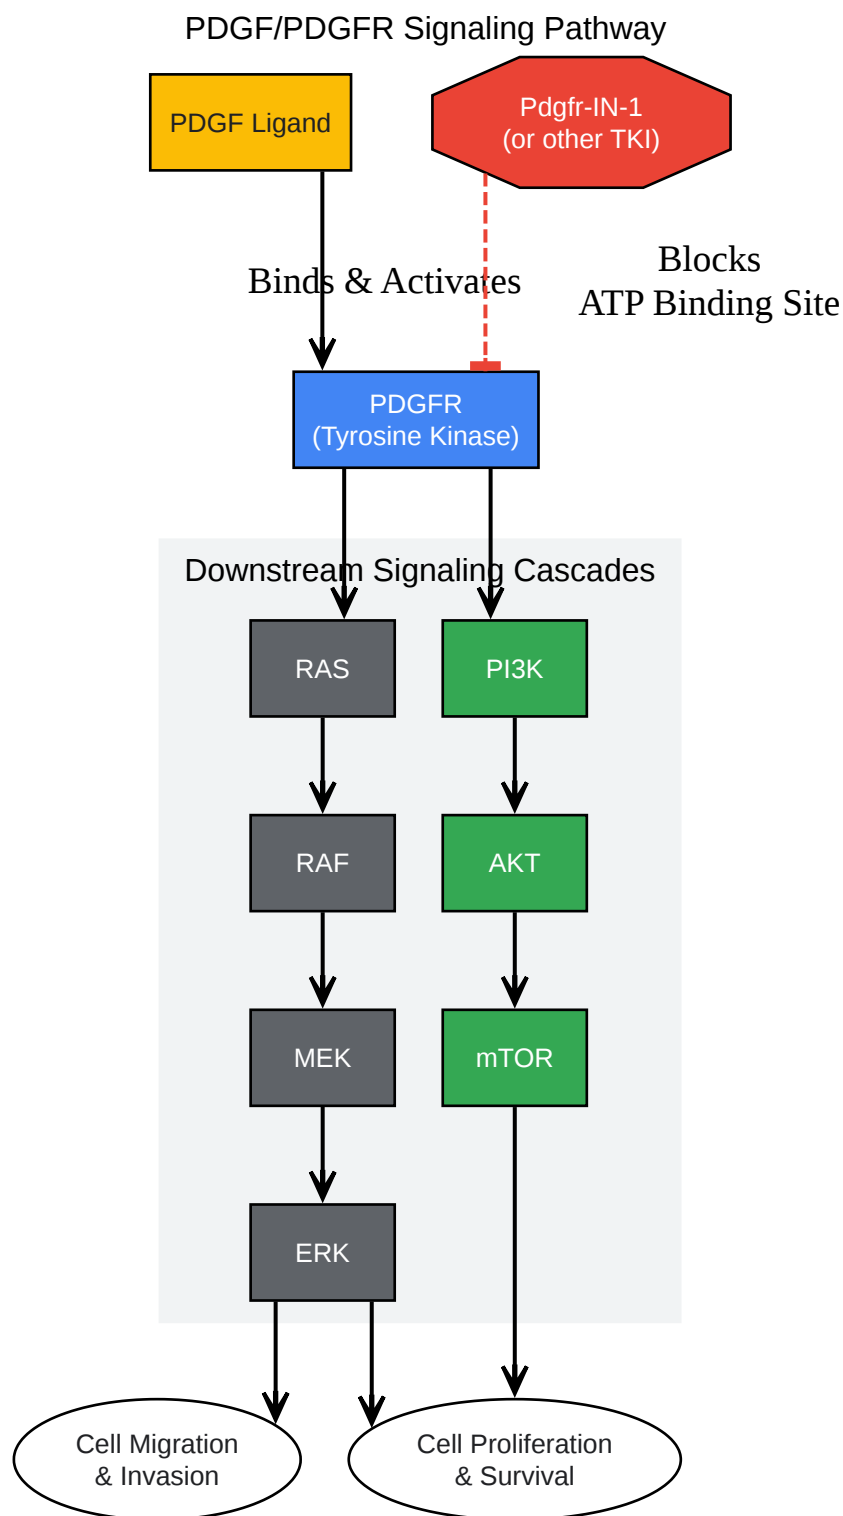 PDGF/PDGFR Signaling Pathway
PDGF Ligand
Pdgfr-IN-1
(or other TKI)
Binds & Activates
Blocks
ATP Binding Site
PDGFR
(Tyrosine Kinase)
Downstream Signaling Cascades
RAS
PI3K
RAF
AKT
MEK
mTOR
ERK
Cell Migration
& Invasion
Cell Proliferation
& Survival